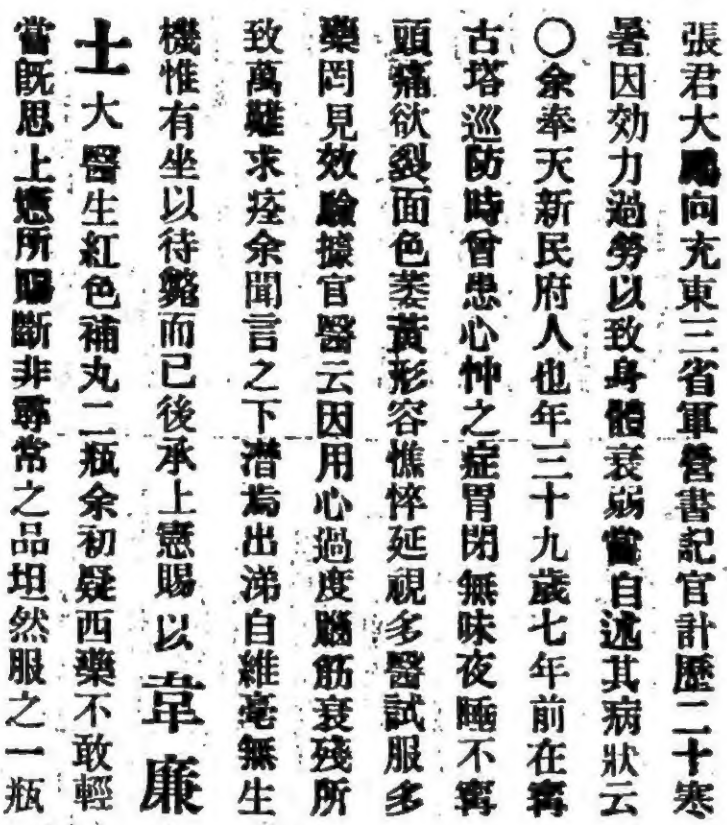 張君大鵬向充東三省軍營書記官計歷二十寒
暑因効力過勞以致身體衰弱嘗自述其病狀云
○余奉天新民府人也年三十九歲七年前在寗
古塔巡防時曾患心忡之症胃閉無味夜睡不寗
頭痛欲裂面色萎黃形容憔悴延視多醫試服多
藥罔見效驗據官醫云因用心過度腦筋衰殘所
致萬難求痊余聞言之下潸焉出涕自維毫無生
機惟有坐以待斃而已後承上憲賜以韋廉
士大醫生紅色補丸二瓶余初疑西藥不敢輕
嘗旣思上憲所賜斷非尋常之品坦然服之一瓶